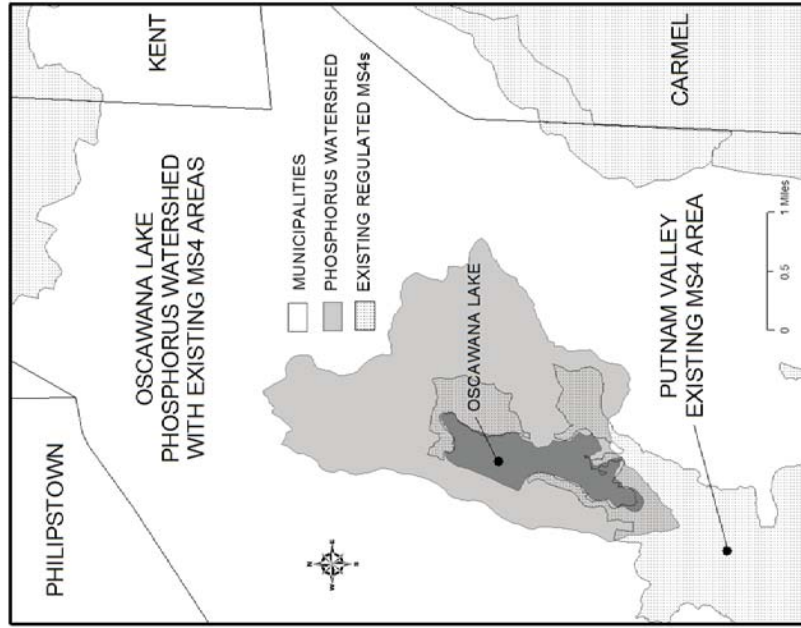 PHILIPSTOWN
KENT
OSCAWANA LAKE
PHOSPHORUS WATERSHED
WITH EXISTING MS4 AREAS
MUNICIPALITIES
PHOSPHORUS WATERSHED
EXISTING REGULATED MS4s
N
W
E
S
OSCAWANA LAKE
PUTNAM VALLEY
EXISTING MS4 AREA
0
0.5
1 Miles
CARMEL